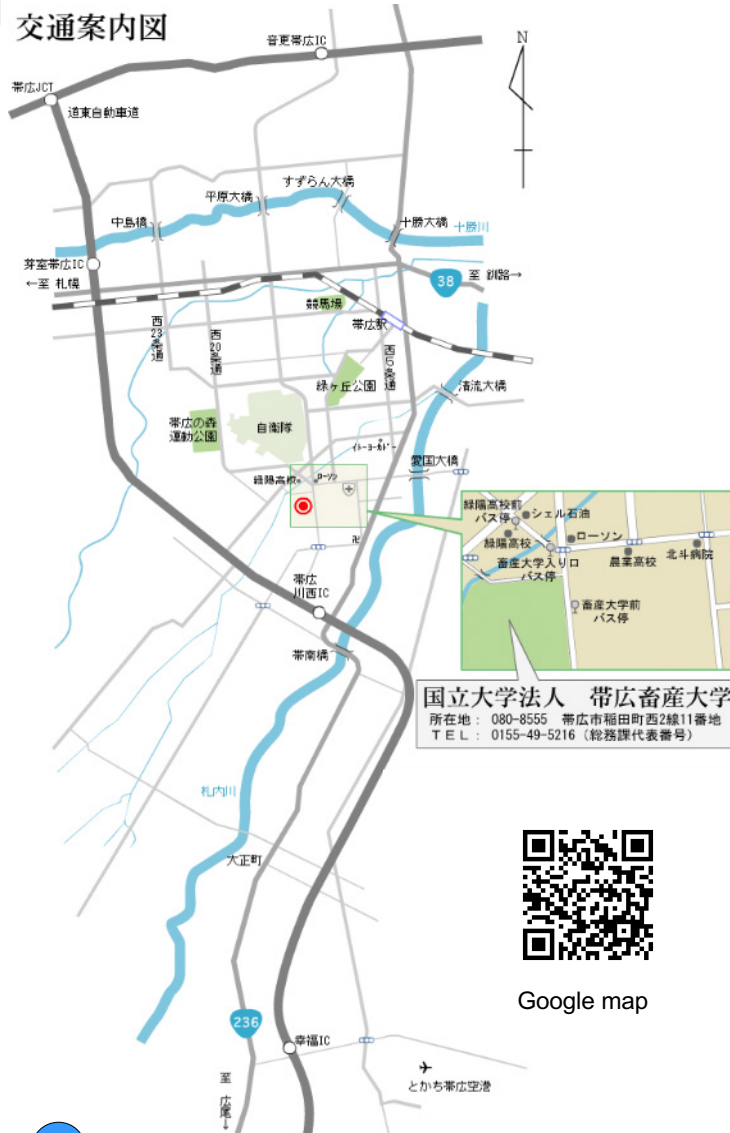 交通案内図
音更帯広IC
N
帯広JCT
道東自動車道
すずらん大橋
平原大橋
中島橋
十勝大橋
十勝川
芽室帯広IC
←至 札幌
38
至 釧路→
競馬場
帯広駅
西23条通
西20条通
西5条通
緑ヶ丘公園
清流大橋
帯広の森
運動公園
自衛隊
イトーヨーカドー
愛国大橋
緑陽高校
ローソン
卍
緑陽高校前
バス停
シェル石油
ローソン
緑陽高校
畜産大学入り口
バス停
農業高校
北斗病院
畜産大学前
バス停
帯広
川西IC
帯南橋
国立大学法人 帯広畜産大学
所在地: 080-8555 帯広市稲田町西2線11番地
TEL: 0155-49-5216 (総務課代表番号)
札内川
大正町
Google map
236
幸福IC
とかち帯広空港
至 広尾→